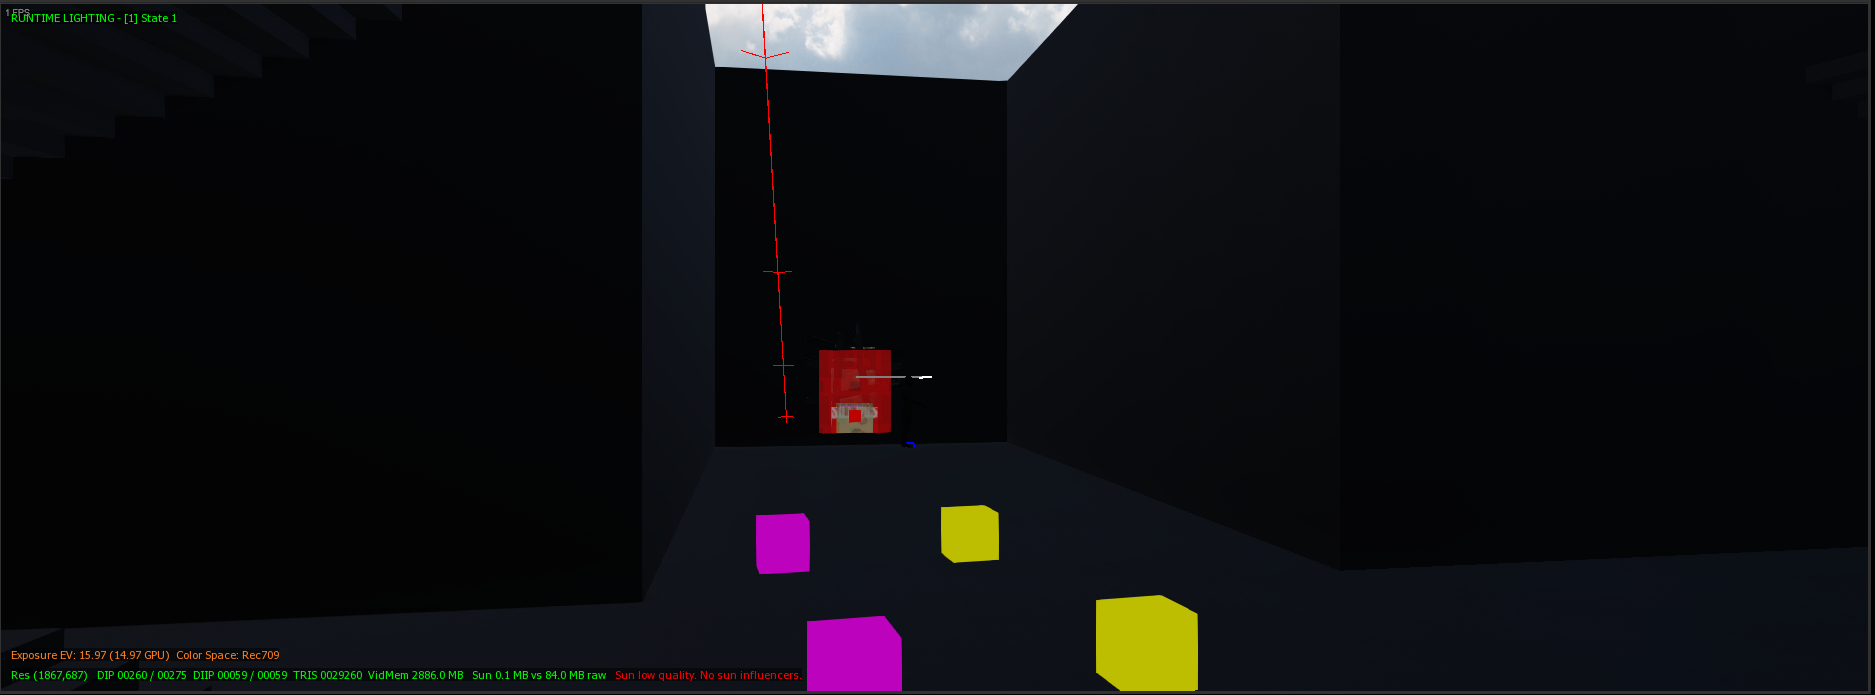 1 FPS
RUNTIME LIGHTING - [1] State 1
Exposure EV: 15.97 (14.97 GPU) Color Space: Rec709
Res (1867,687) DIP 00260 / 00275 DIIP 00059 / 00059 TRIS 0029260 VidMem 2886.0 MB Sun 0.1 MB vs 84.0 MB raw Sun low quality. No sun influencers.